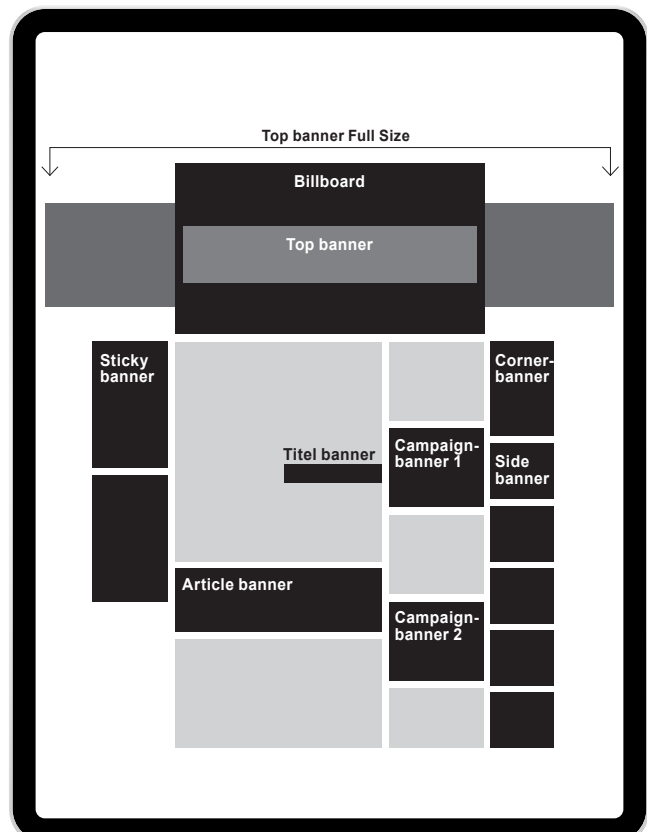 Top banner Full Size
Billboard
Top banner
Sticky
banner
Corner-
banner
Titel banner
Campaign-
banner 1
Side
banner
Article banner
Campaign-
banner 2